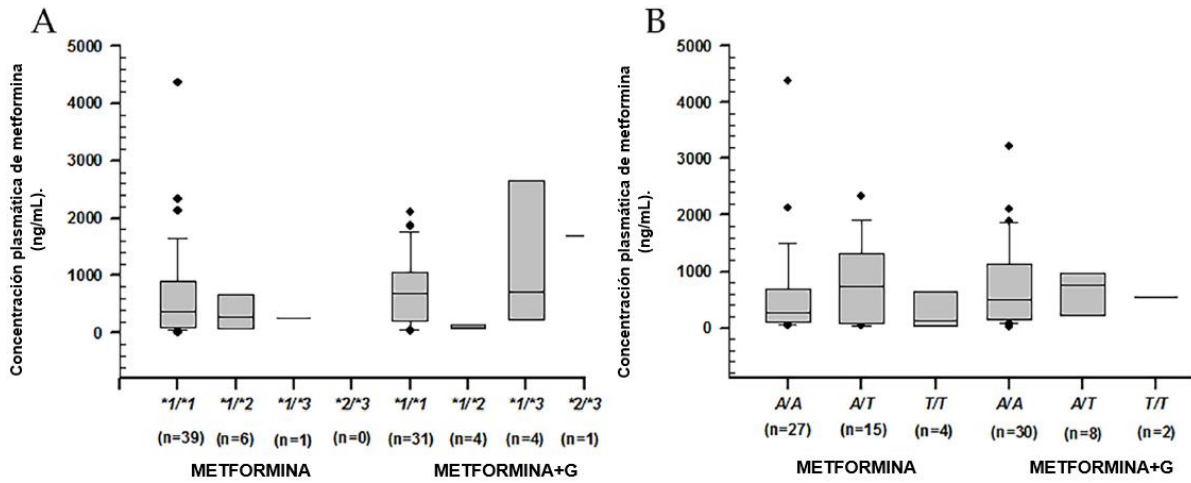 A
Concentración plasmática de metformina
(ng/mL).
5000
4000
3000
2000
1000
0
*1/*1 *1/*2 *1/*3 *2/*3 *1/*1 *1/*2 *1/*3 *2/*3
(n=39) (n=6) (n=1) (n=0) (n=31) (n=4) (n=4) (n=1)
METFORMINA METFORMINA+G
B
Concentración plasmática de metformina
(ng/mL).
5000
4000
3000
2000
1000
0
A/A A/T T/T A/A A/T T/T
(n=27) (n=15) (n=4) (n=30) (n=8) (n=2)
METFORMINA METFORMINA+G